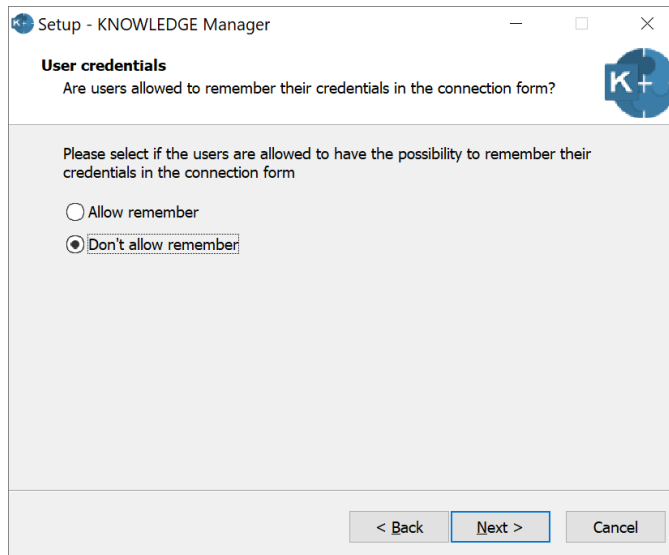 Setup - KNOWLEDGE Manager
User credentials
Are users allowed to remember their credentials in the connection form?
K+
Please select if the users are allowed to have the possibility to remember their
credentials in the connection form
Allow remember
Don't allow remember
< Back
Next >
Cancel